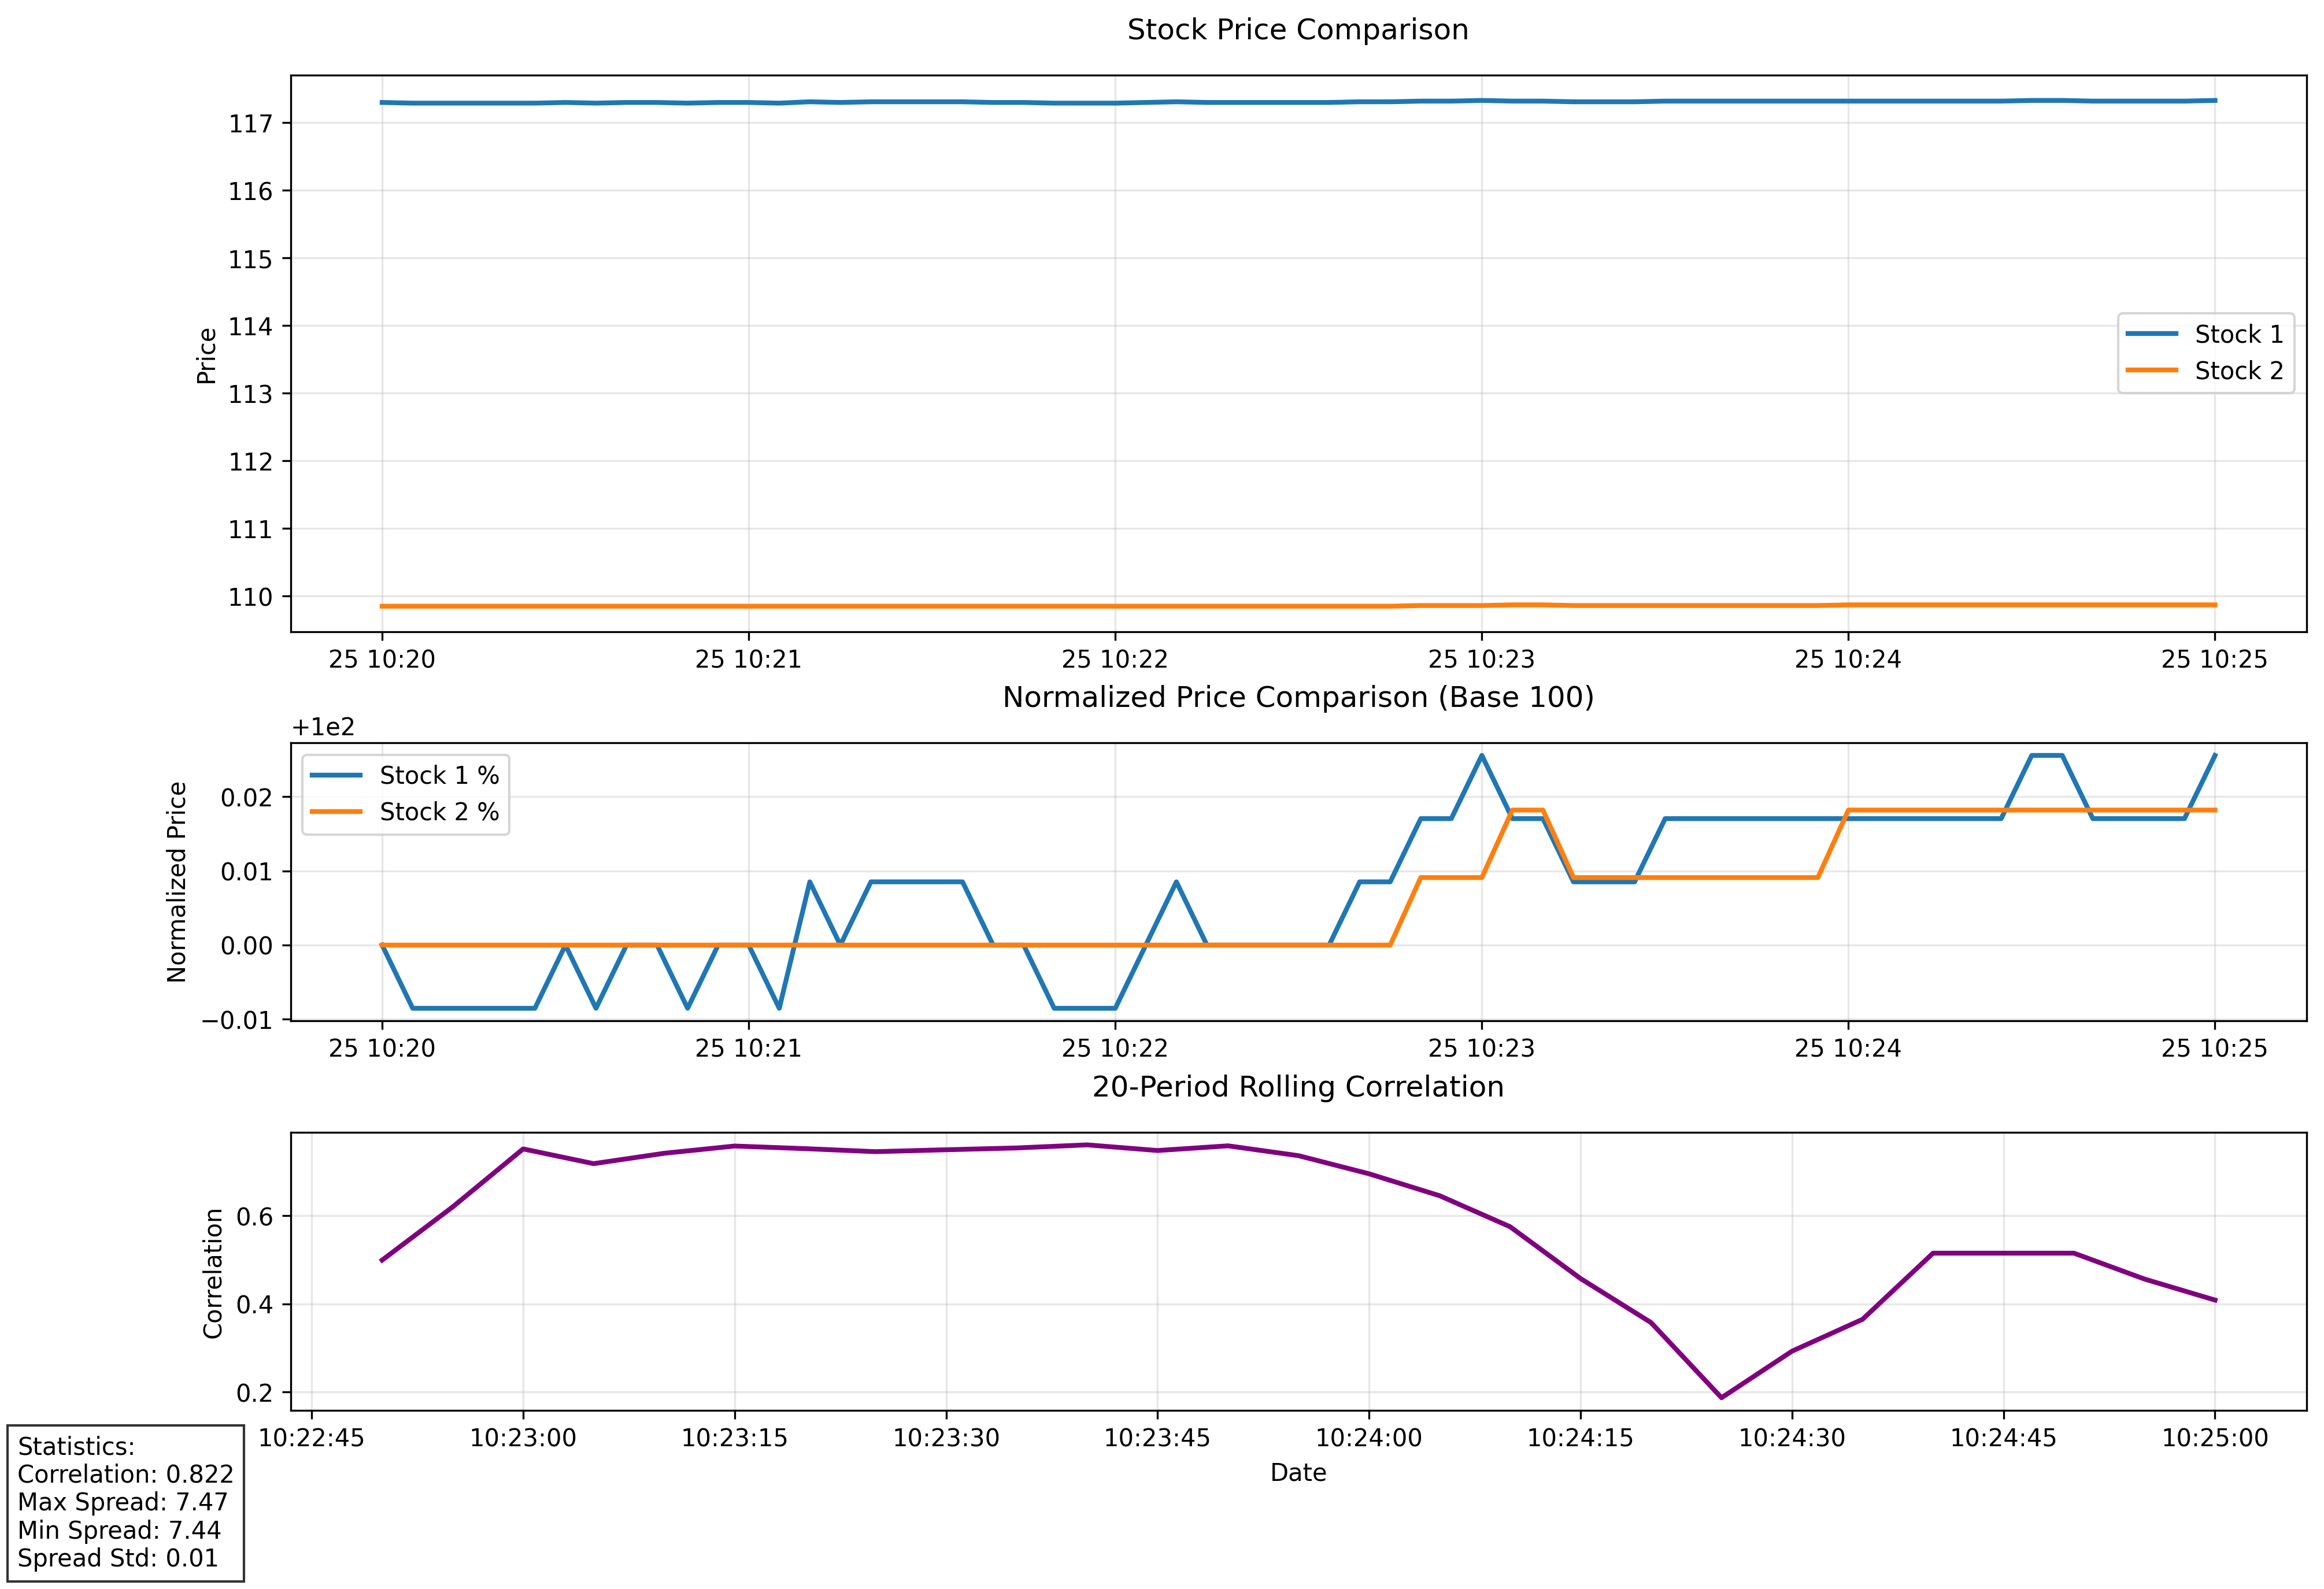 Stock Price Comparison
117
116
115
114
113
112
111
110
Price
Stock 1
Stock 2
25 10:20
25 10:21
25 10:22
25 10:23
25 10:24
25 10:25
Normalized Price Comparison (Base 100)
+1e2
0.02
0.01
0.00
−0.01
Normalized Price
Stock 1 %
Stock 2 %
25 10:20
25 10:21
25 10:22
25 10:23
25 10:24
25 10:25
20-Period Rolling Correlation
0.6
0.4
0.2
Correlation
10:22:45
10:23:00
10:23:15
10:23:30
10:23:45
10:24:00
10:24:15
10:24:30
10:24:45
10:25:00
Date
Statistics:
Correlation: 0.822
Max Spread: 7.47
Min Spread: 7.44
Spread Std: 0.01